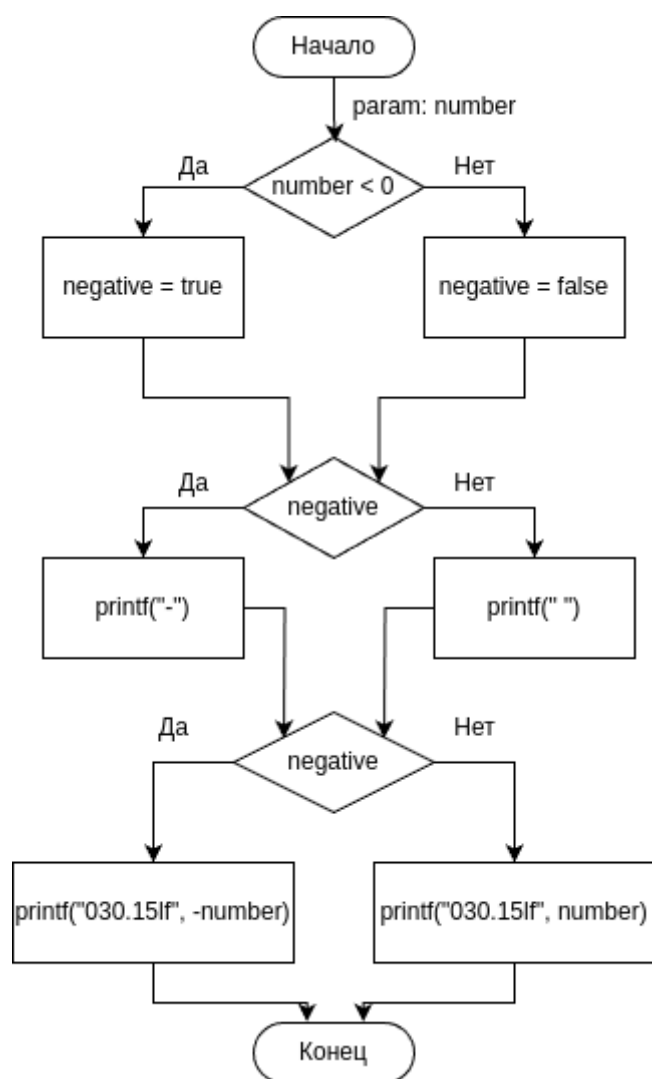 Начало
param: number
Да
Нет
number < 0
negative = true
negative = false
Да
Нет
negative
printf("-")
printf(" ")
Да
Нет
negative
printf("030.15lf", -number)
printf("030.15lf", number)
Конец